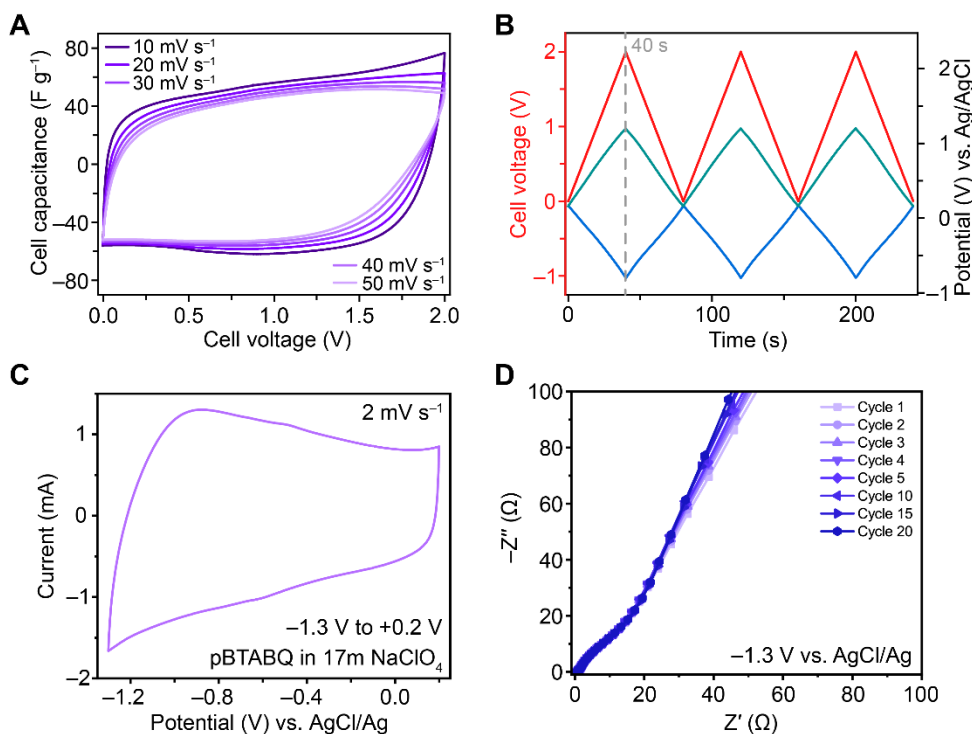 A
10 mV s⁻¹
20 mV s⁻¹
30 mV s⁻¹
40 mV s⁻¹
50 mV s⁻¹
80
40
0
−40
−80
Cell capacitance (F g⁻¹)
0.0
0.5
1.0
1.5
2.0
Cell voltage (V)
B
40 s
2
1
0
−1
Cell voltage (V)
2
1
0
−1
Potential (V) vs. Ag/AgCl
0
100
200
Time (s)
C
2 mV s⁻¹
1
0
−1
−2
Current (mA)
−1.3 V to +0.2 V
pBTABQ in 17m NaClO₄
−1.2
−0.8
−0.4
0.0
Potential (V) vs. AgCl/Ag
D
Cycle 1
Cycle 2
Cycle 3
Cycle 4
Cycle 5
Cycle 10
Cycle 15
Cycle 20
100
80
60
40
20
0
−Z″ (Ω)
−1.3 V vs. AgCl/Ag
0
20
40
60
80
100
Z′ (Ω)